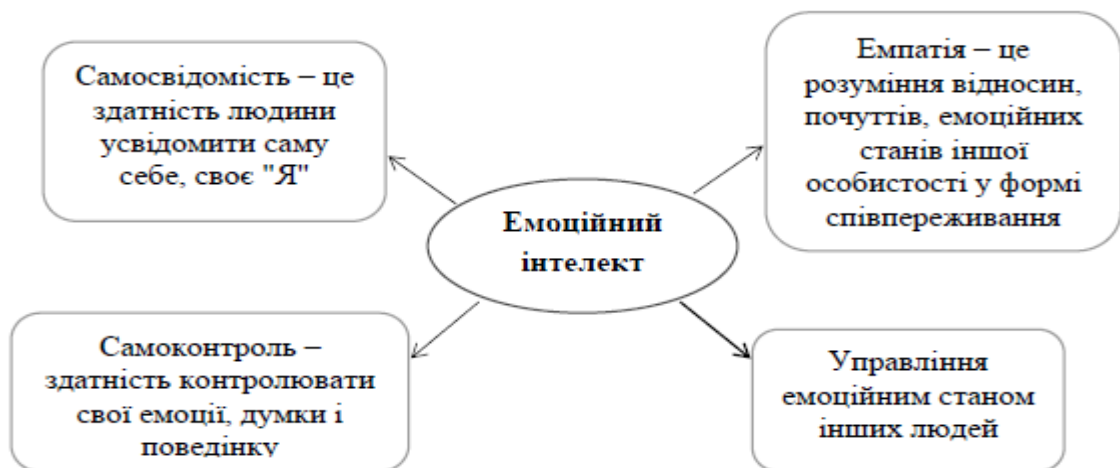 Самосвідомість – це
здатність людини
усвідомити саму
себе, своє "Я"
Емпатія – це
розуміння відносин,
почуттів, емоційних
станів іншої
особистості у формі
співпереживання
Емоційний
інтелект
Самоконтроль –
здатність контролювати
свої емоції, думки і
поведінку
Управління
емоційним станом
інших людей